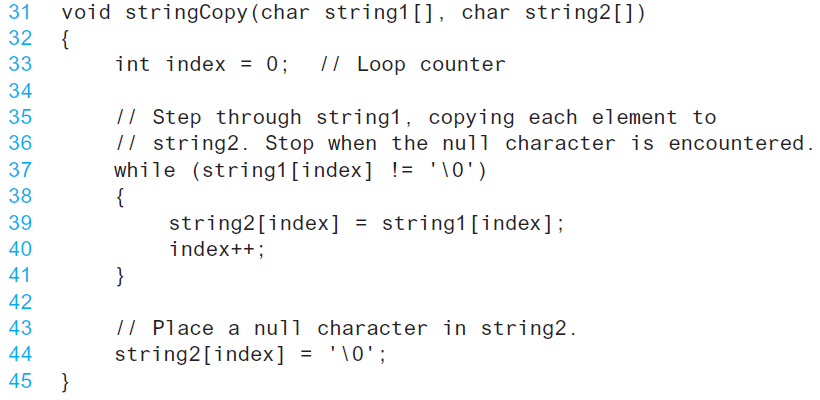 31 void stringCopy(char string1[], char string2[])
32 {
33     int index = 0;  // Loop counter
34
35     // Step through string1, copying each element to
36     // string2. Stop when the null character is encountered.
37     while (string1[index] != '\0')
38     {
39         string2[index] = string1[index];
40         index++;
41     }
42
43     // Place a null character in string2.
44     string2[index] = '\0';
45 }